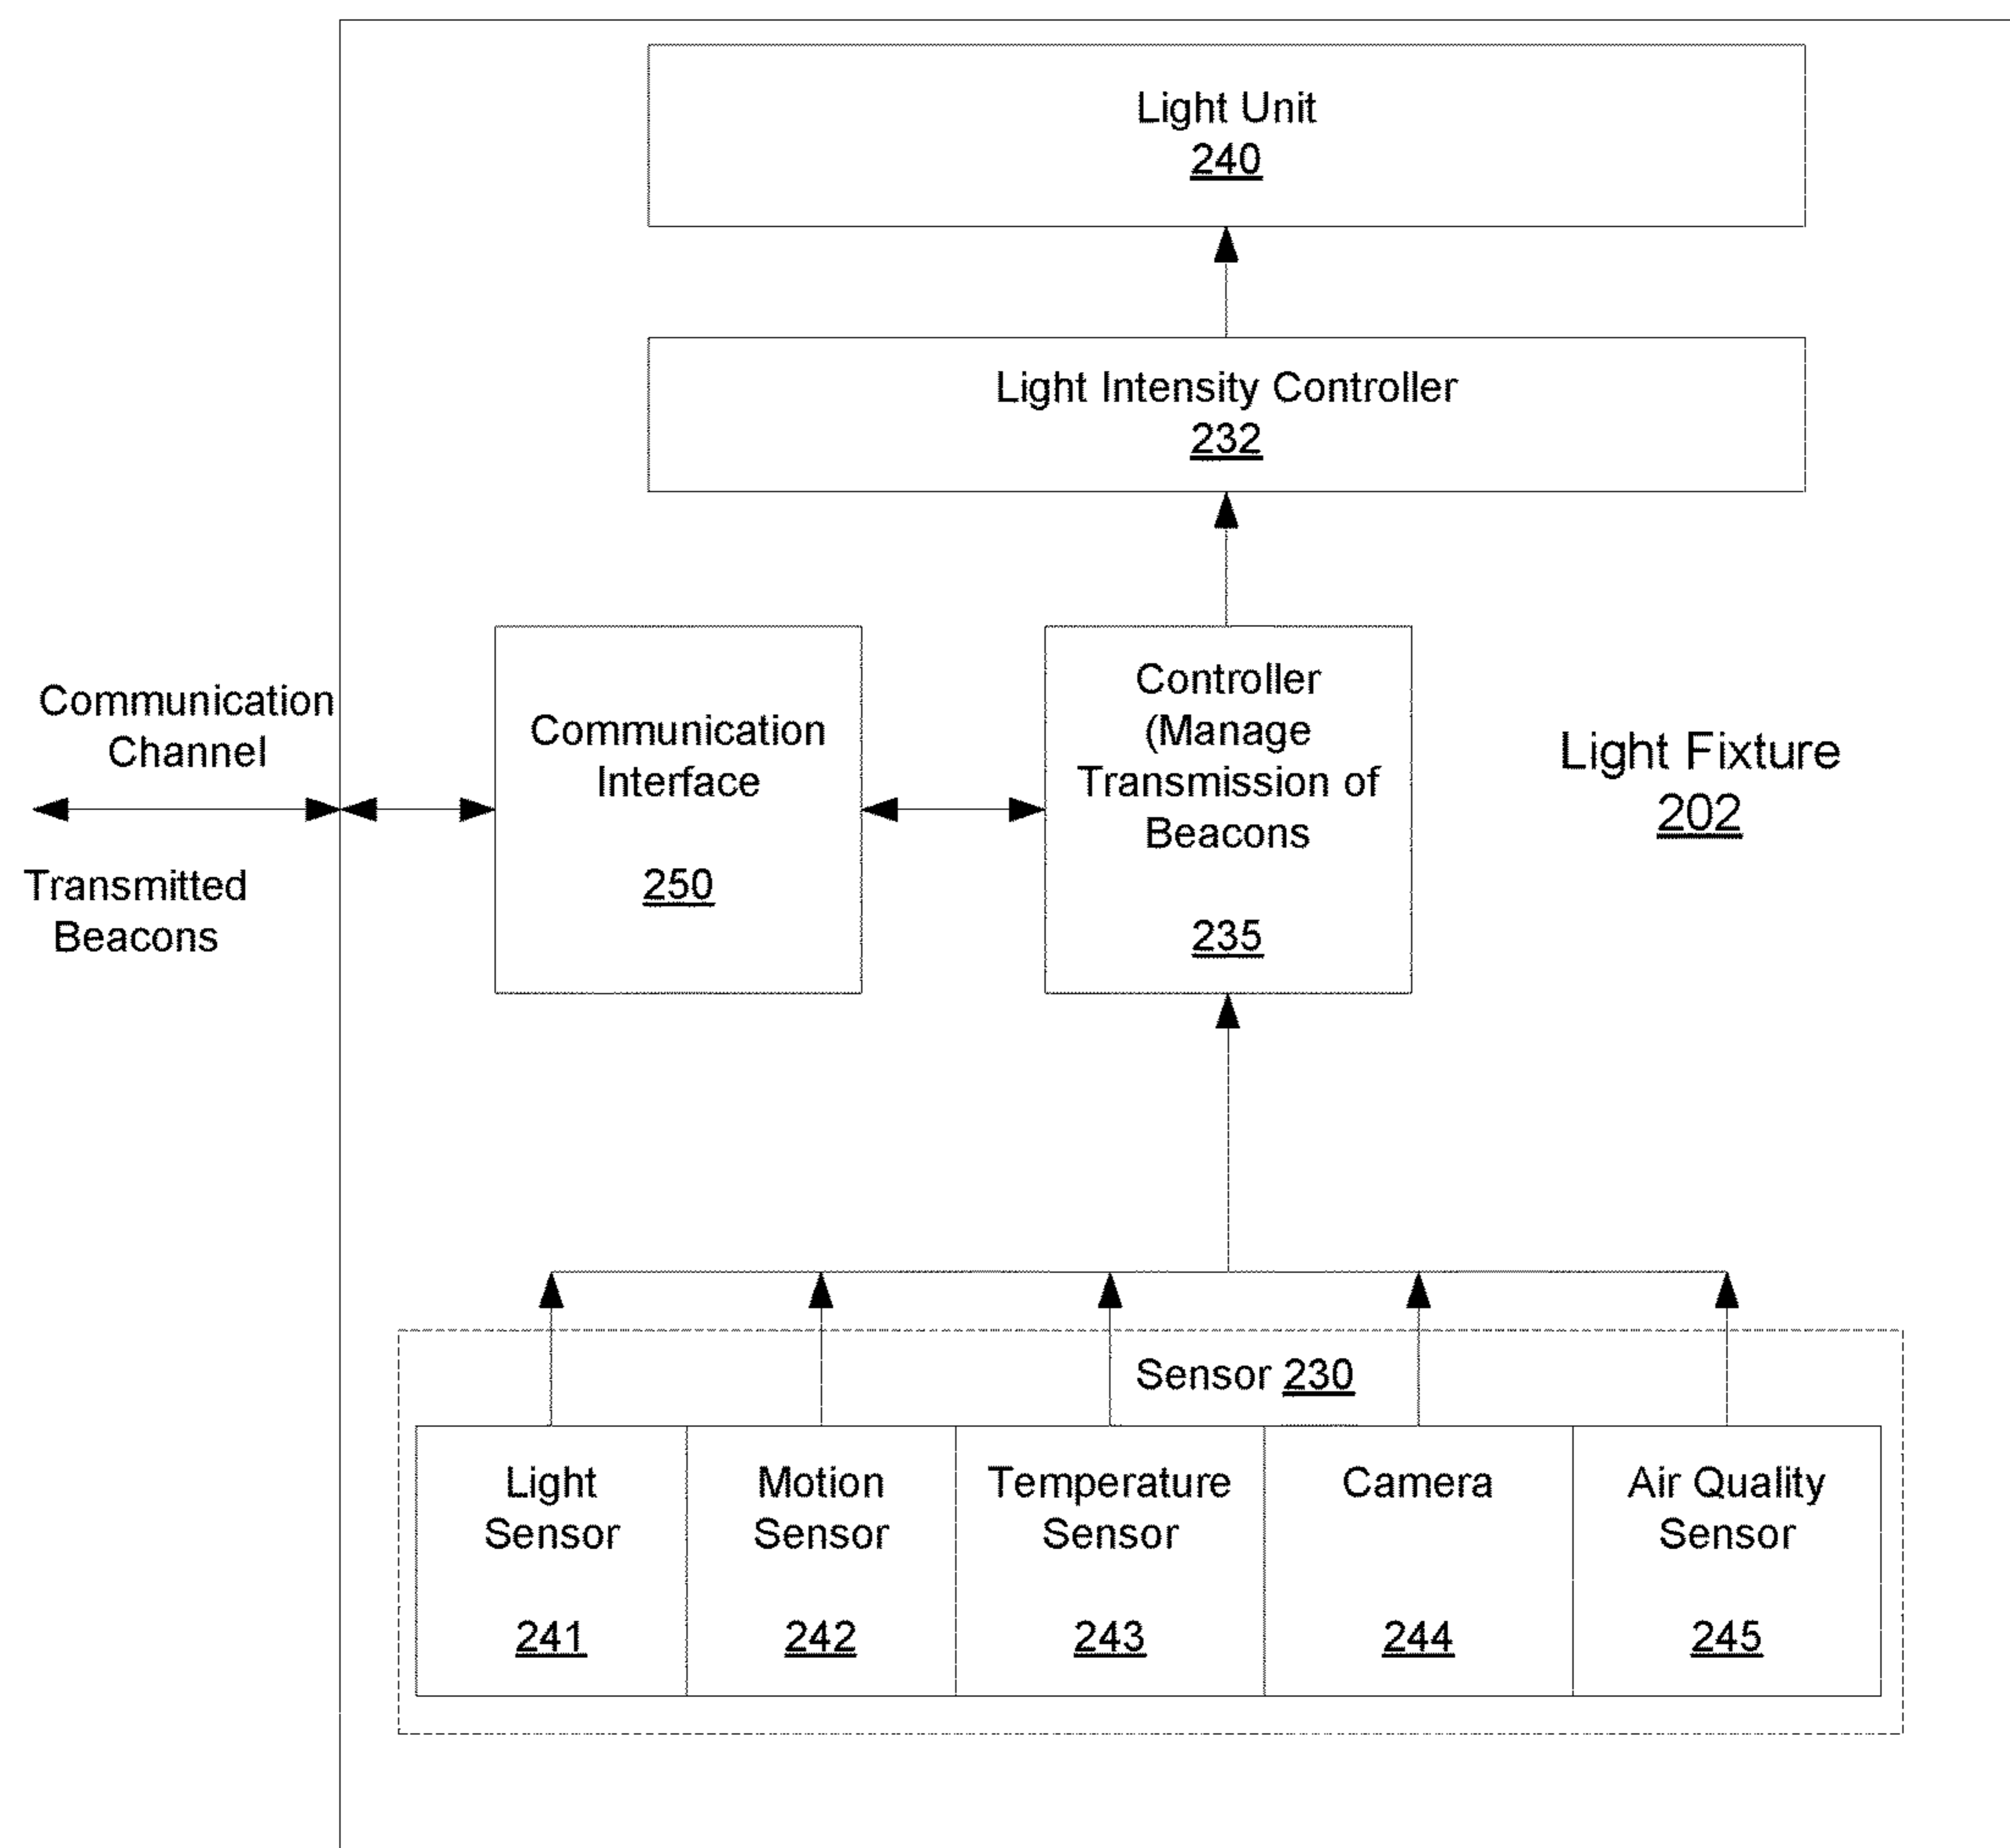 Light Unit
240
Light Intensity Controller
232
Communication
Channel
Transmitted
Beacons
Communication
Interface
250
Controller
(Manage
Transmission of
Beacons
235
Light Fixture
202
Sensor 230
Light
Sensor
241
Motion
Sensor
242
Temperature
Sensor
243
Camera
244
Air Quality
Sensor
245